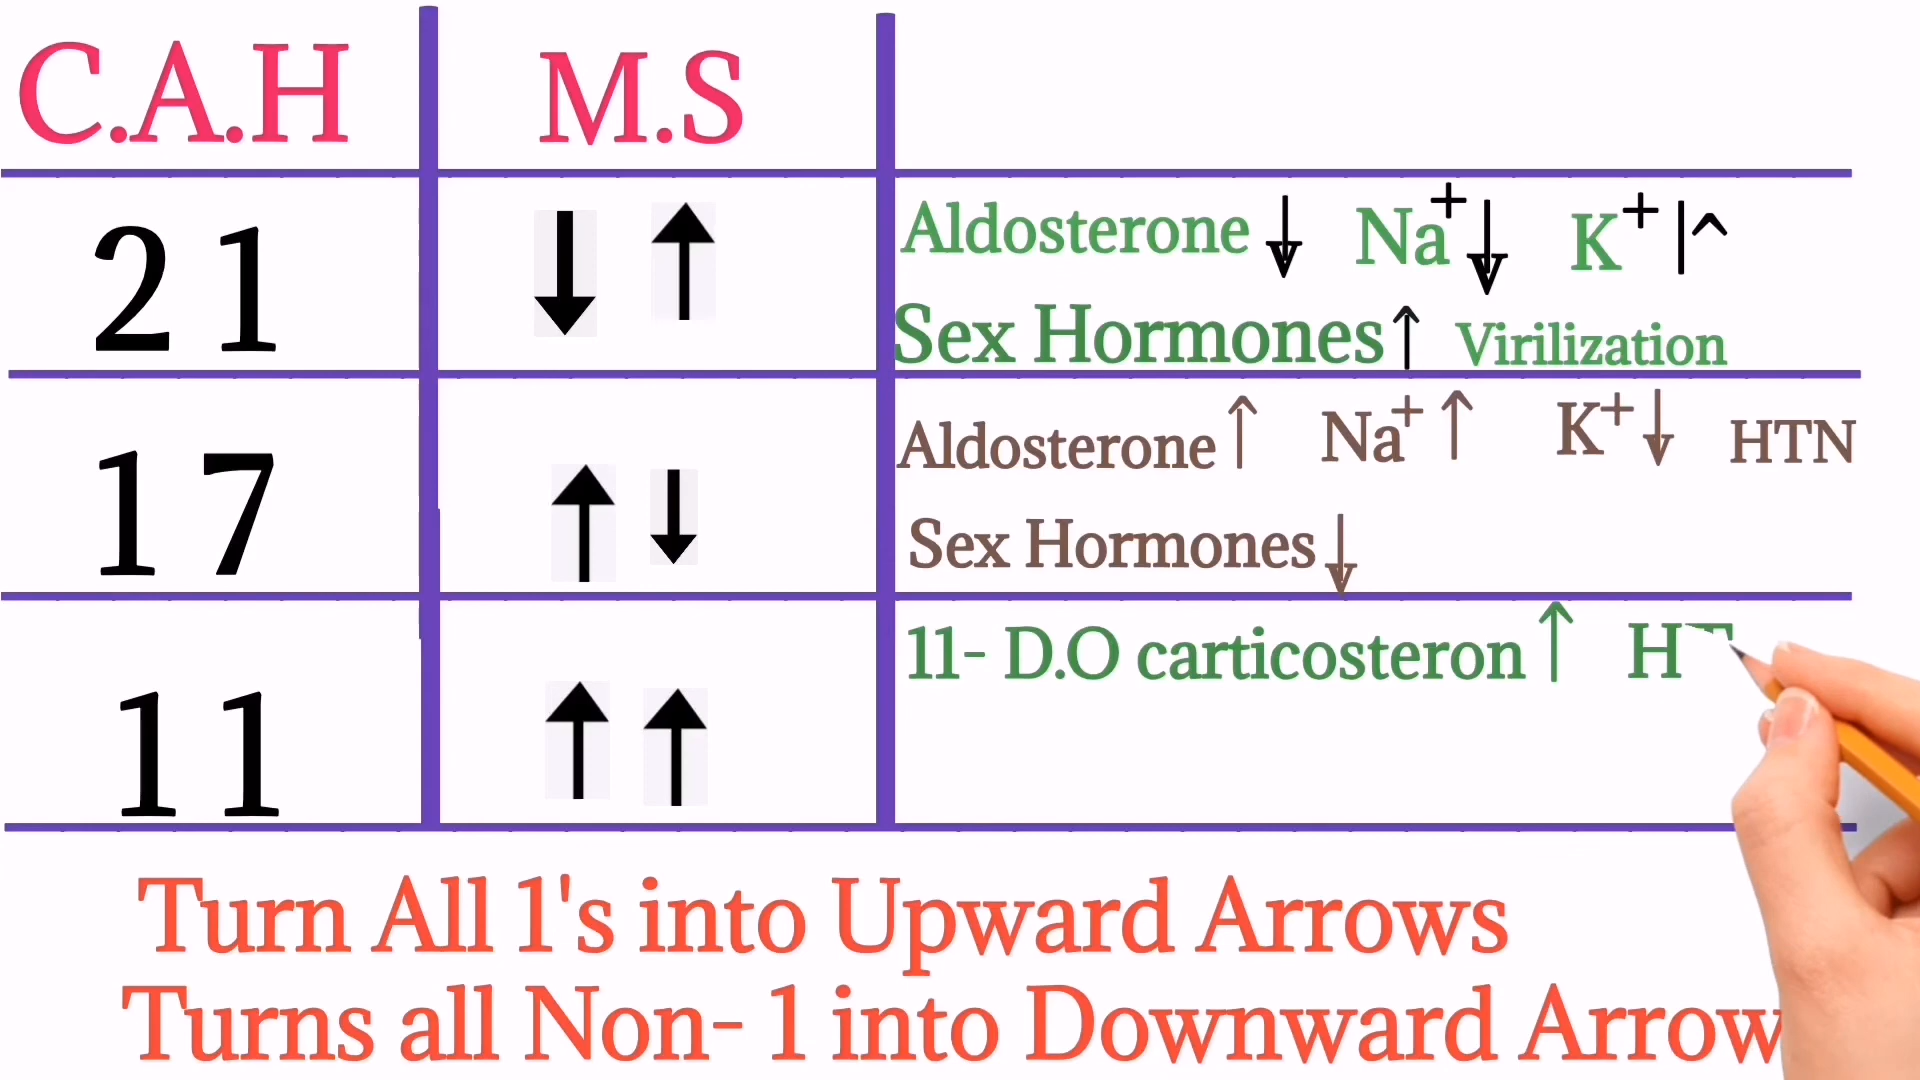 C.A.H M.S
21 ↓ ↑ Aldosterone ↓ Na+ ↓ K+ |^
Sex Hormones ↑ Virilization
17 ↑ ↓ Aldosterone ↑ Na+ ↑ K+ ↓ HTN
Sex Hormones ↓
11 ↑ ↑ 11- D.O carticosteron ↑ H
Turn All 1's into Upward Arrows
Turns all Non- 1 into Downward Arrow